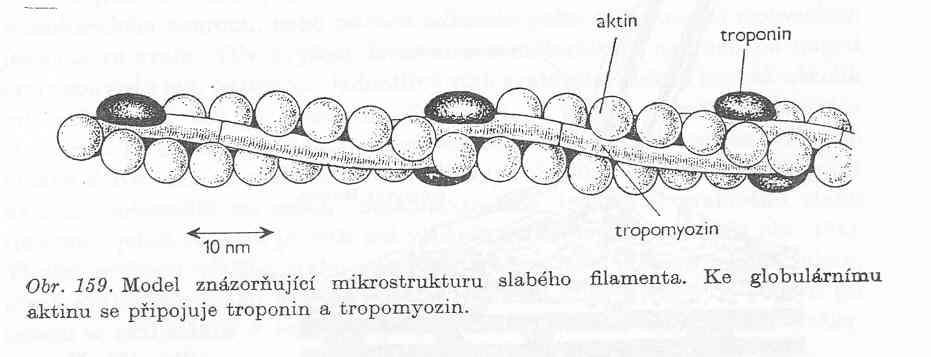 aktin
troponin
tropomyozin
10 nm
Obr. 159. Model znázorňující mikrostrukturu slabého filamenta. Ke globulárnímu
aktinu se připojuje troponin a tropomyozin.